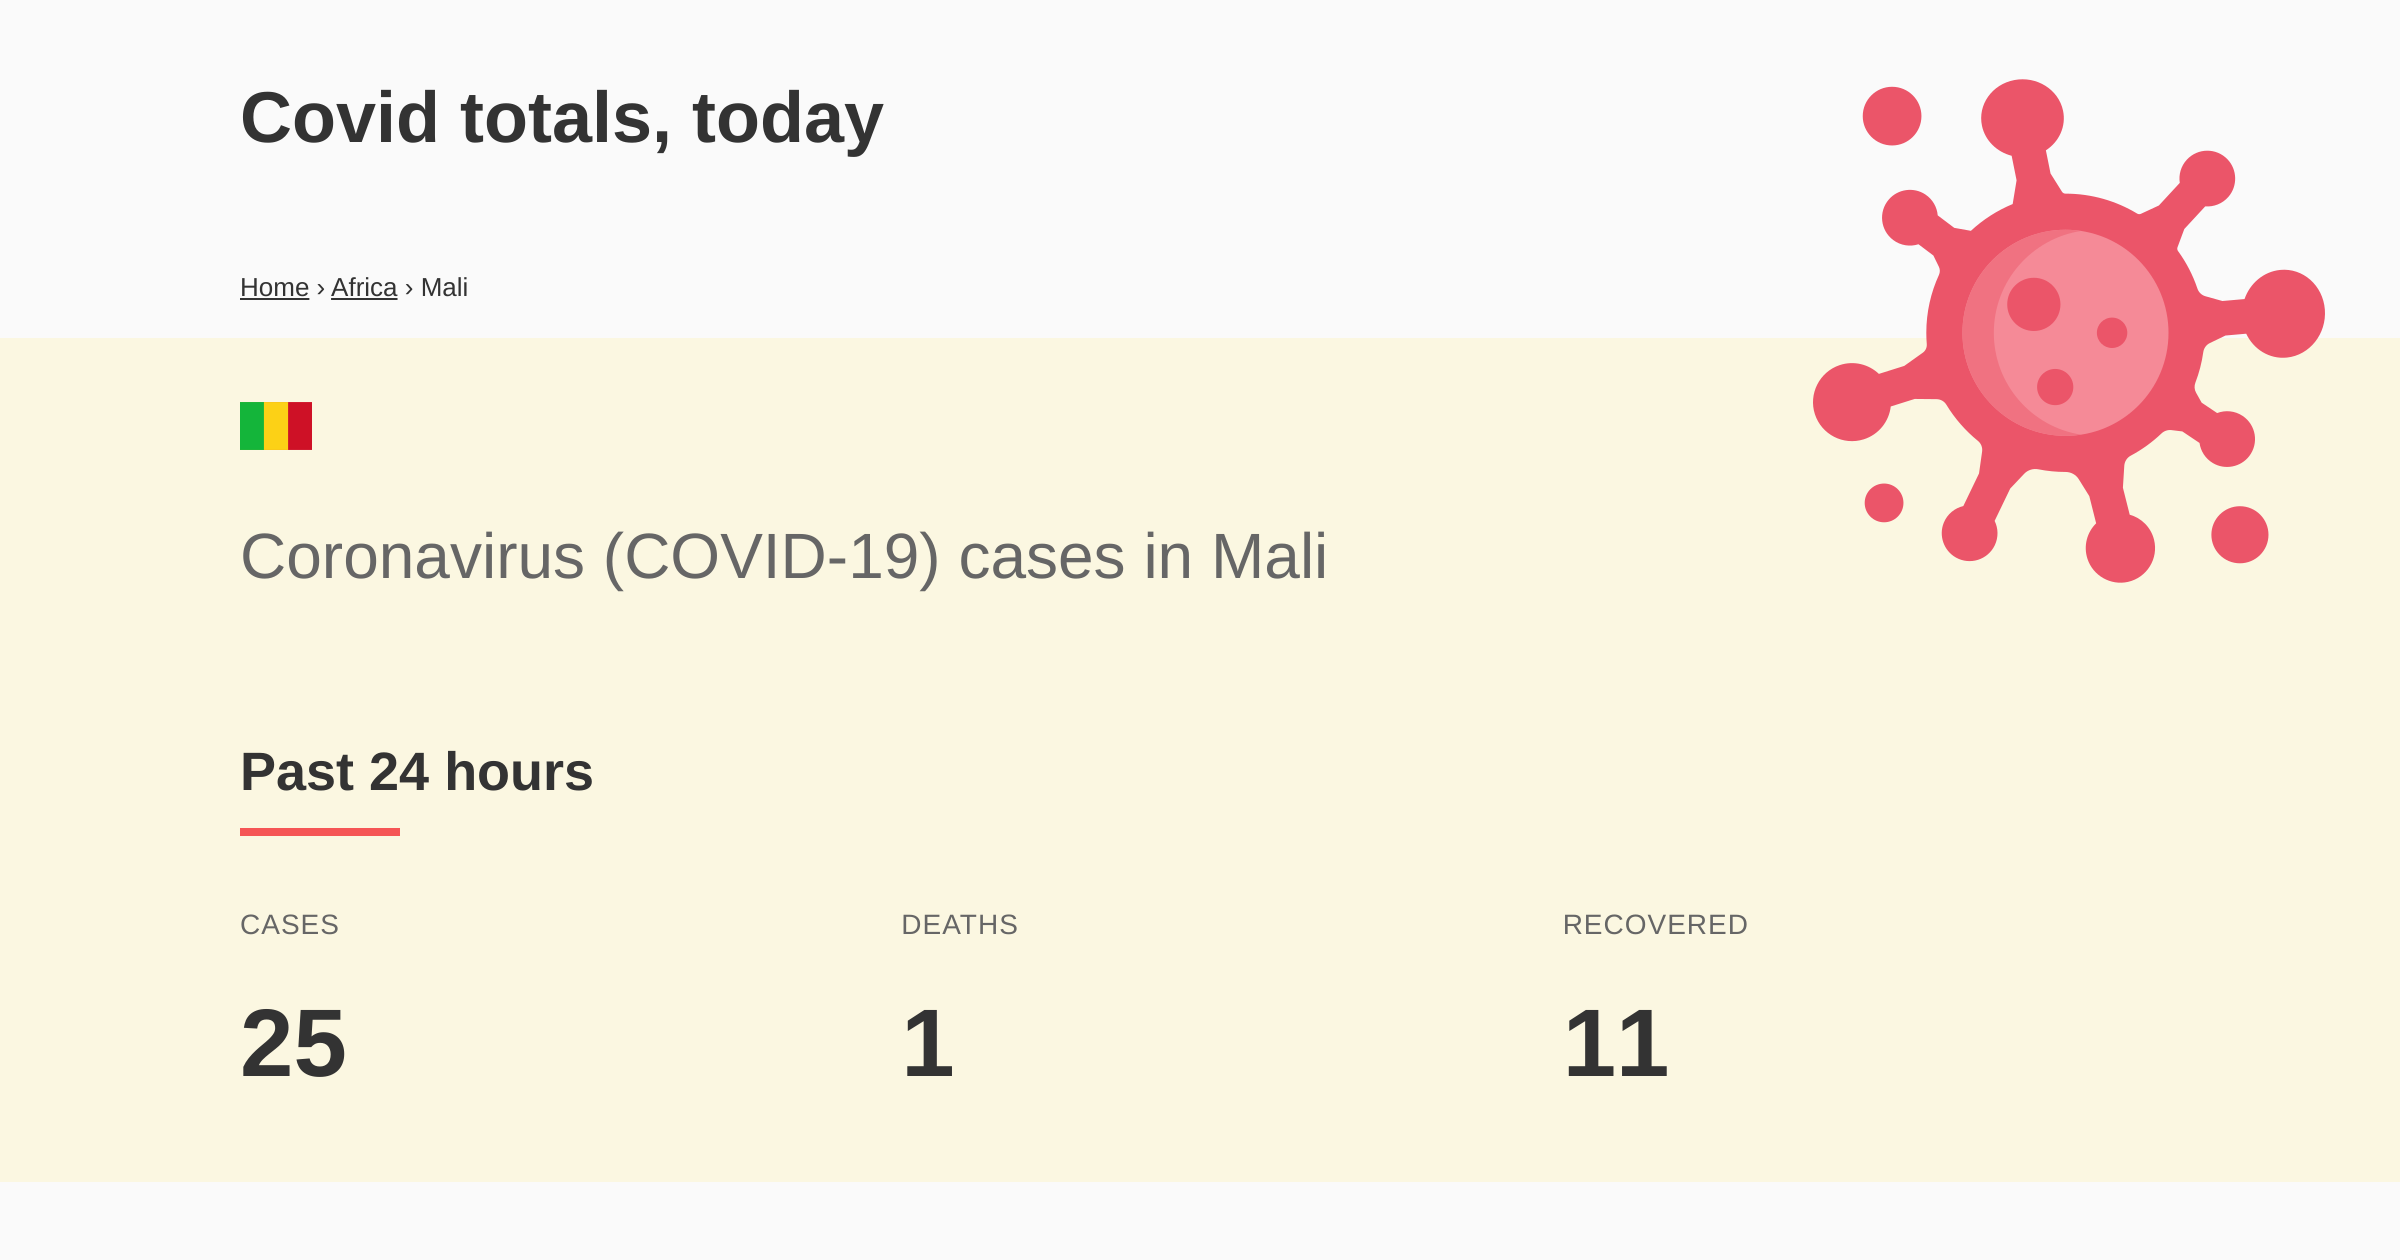 Covid totals, today
Home › Africa › Mali
Coronavirus (COVID-19) cases in Mali
Past 24 hours
CASES
DEATHS
RECOVERED
25
1
11